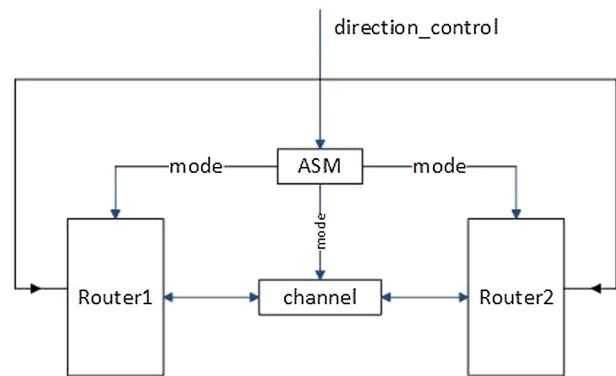 direction_control
mode
ASM
mode
mode
Router1
channel
Router2